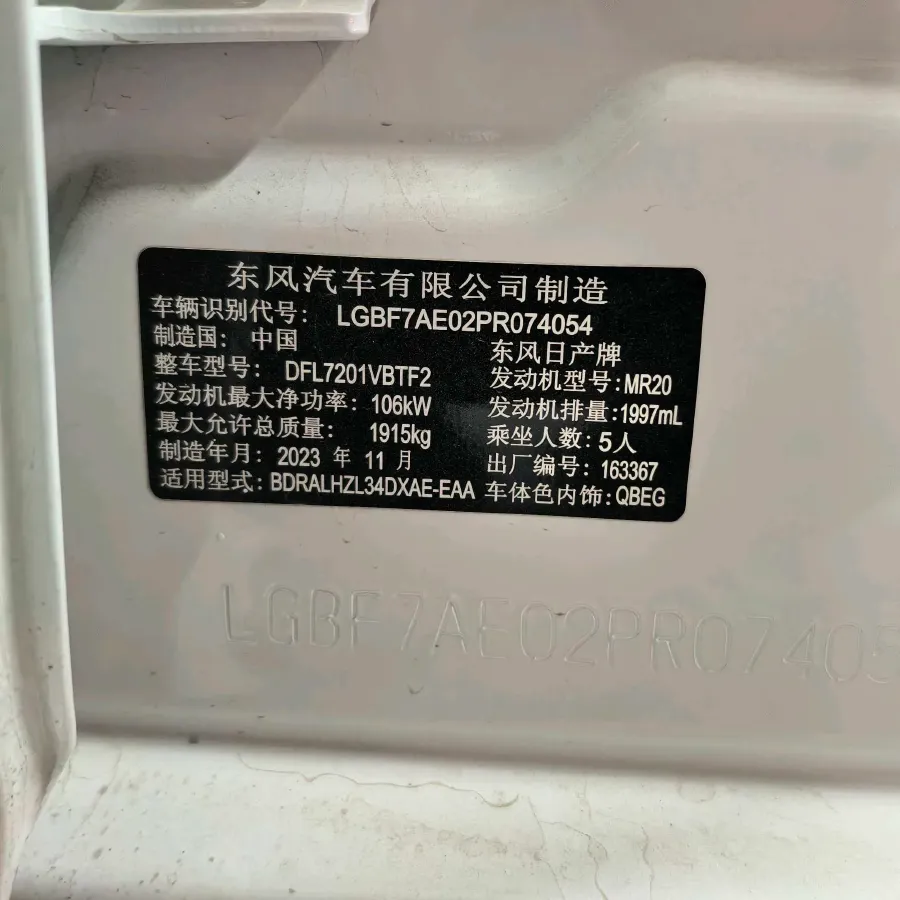 东风汽车有限公司制造
车辆识别代号: LGBF7AE02PR074054
制造国: 中国 东风日产牌
整车型号: DFL7201VBTF2 发动机型号:MR20
发动机最大净功率: 106kW 发动机排量:1997mL
最大允许总质量: 1915kg 乘坐人数:5人
制造年月: 2023 年 11 月 出厂编号: 163367
适用型式: BDRALHZL34DXAE-EAA 车体色内饰:QBEG
LGBF7AE02PR07405